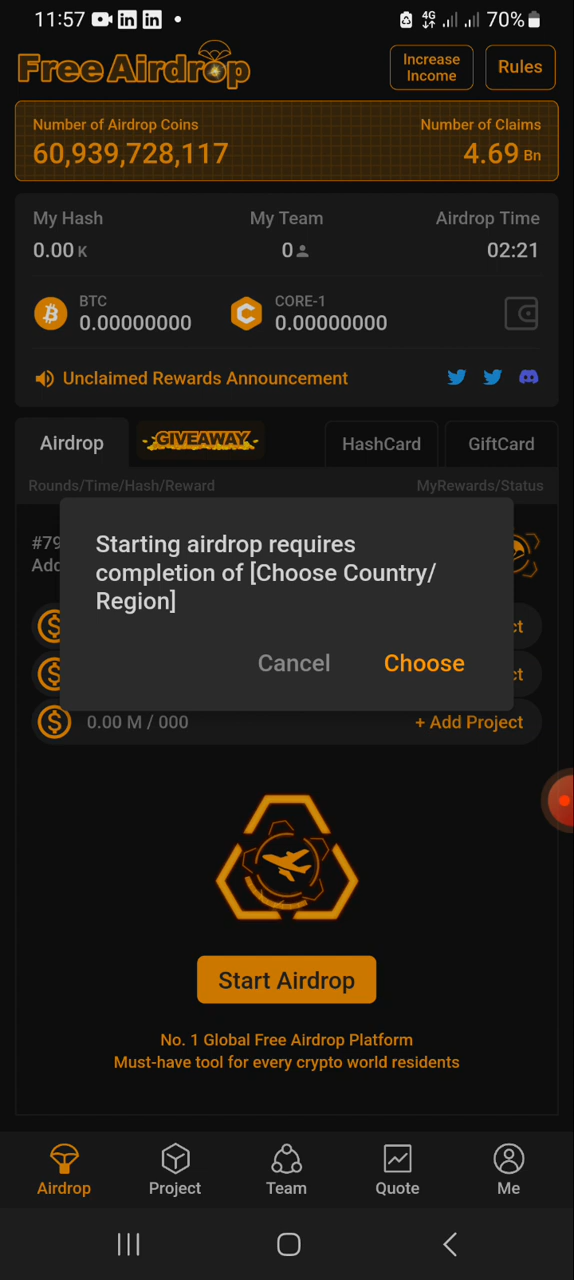 11:57
4G
70%
Free Airdrop
Increase
Income
Rules
Number of Airdrop Coins
Number of Claims
60,939,728,117
4.69 Bn
My Hash
My Team
Airdrop Time
0.00 K
0
02:21
BTC
0.00000000
CORE-1
0.00000000
Unclaimed Rewards Announcement
Airdrop
GIVEAWAY
HashCard
GiftCard
Rounds/Time/Hash/Reward
MyRewards/Status
#79
Starting airdrop requires
completion of [Choose Country/
Region]
Cancel
Choose
0.00 M / 000
+ Add Project
Start Airdrop
No. 1 Global Free Airdrop Platform
Must-have tool for every crypto world residents
Airdrop
Project
Team
Quote
Me